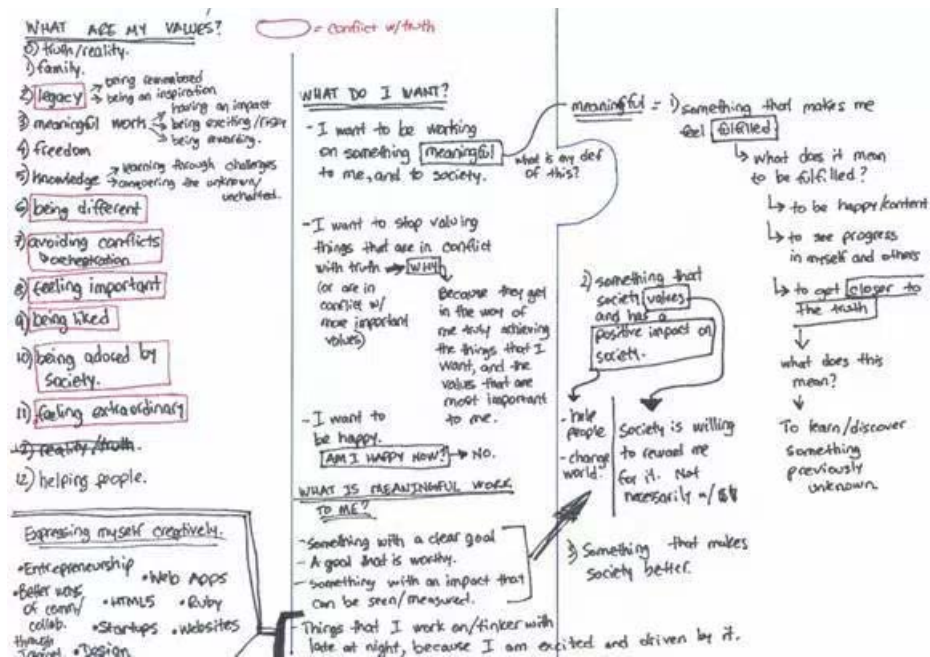 WHAT ARE MY VALUES?
= conflict w/truth
0) truth/reality.
1) family.
2) legacy
being remembered
being an inspiration
3) meaningful work
having an impact
being exciting/risky
being rewarding.
4) freedom
5) knowledge
learning through challenges
conquering the unknown/
uncharted.
6) being different
7) avoiding conflicts
8) feeling important
9) being liked
10) being adored by
society.
11) feeling extraordinary
12) reality/truth.
12) helping people.
Expressing myself creatively.
• Entrepreneurship
• Web Apps
• Better ways
of comm/
collab.
through
• HTML5
• Ruby
• Startups
• Websites
• Design
WHAT DO I WANT?
- I want to be working
on something meaningful
to me, and to society.
what is my def
of this?
- I want to stop valuing
things that are in conflict
with truth → WHY
(or are in
conflict w/
more important
values)
Because they get
in the way of
me truly achieving
the things that I
want, and the
values that are
most important
to me.
- I want to
be happy.
AM I HAPPY NOW? → NO.
WHAT IS MEANINGFUL WORK
TO ME?
- Something with a clear goal
- A goal that is worthy.
- Something with an impact that
can be seen/measured.
- Things that I work on/tinker with
late at night, because I am excited and driven by it.
meaningful = 1) something that makes me
feel fulfilled.
what does it mean
to be fulfilled?
to be happy/content
to see progress
in myself and others
to get closer to
the truth
what does this
mean?
To learn/discover
something
previously
unknown.
2) something that
society values
and has a
positive impact on
society.
- help
people
- change
world.
Society is willing
to reward me
for it. Not
necessarily w/ $$
3) Something that makes
society better.